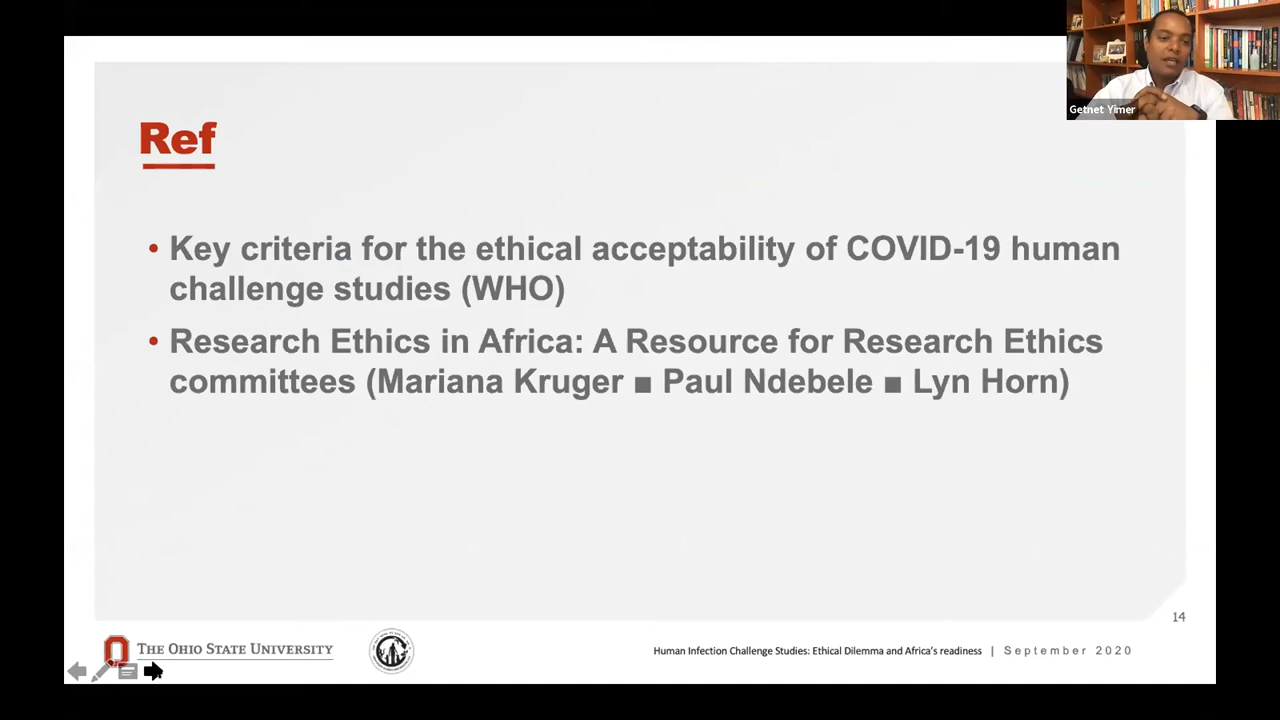 Getnet Yimer
Ref
• Key criteria for the ethical acceptability of COVID-19 human
challenge studies (WHO)
• Research Ethics in Africa: A Resource for Research Ethics
committees (Mariana Kruger ■ Paul Ndebele ■ Lyn Horn)
14
THE OHIO STATE UNIVERSITY
Human Infection Challenge Studies: Ethical Dilemma and Africa's readiness | September 2020